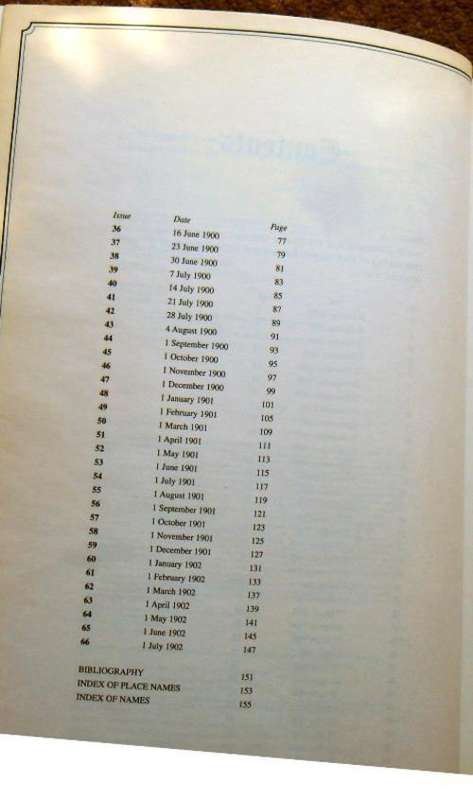 Issue Date Page
36 16 June 1900 77
37 23 June 1900 79
38 30 June 1900 81
39 7 July 1900 83
40 14 July 1900 85
41 21 July 1900 87
42 28 July 1900 89
43 4 August 1900 91
44 1 September 1900 93
45 1 October 1900 95
46 1 November 1900 97
47 1 December 1900 99
48 1 January 1901 101
49 1 February 1901 105
50 1 March 1901 109
51 1 April 1901 111
52 1 May 1901 113
53 1 June 1901 115
54 1 July 1901 117
55 1 August 1901 119
56 1 September 1901 121
57 1 October 1901 123
58 1 November 1901 125
59 1 December 1901 127
60 1 January 1902 131
61 1 February 1902 133
62 1 March 1902 137
63 1 April 1902 139
64 1 May 1902 141
65 1 June 1902 145
66 1 July 1902 147
BIBLIOGRAPHY 151
INDEX OF PLACE NAMES 153
INDEX OF NAMES 155